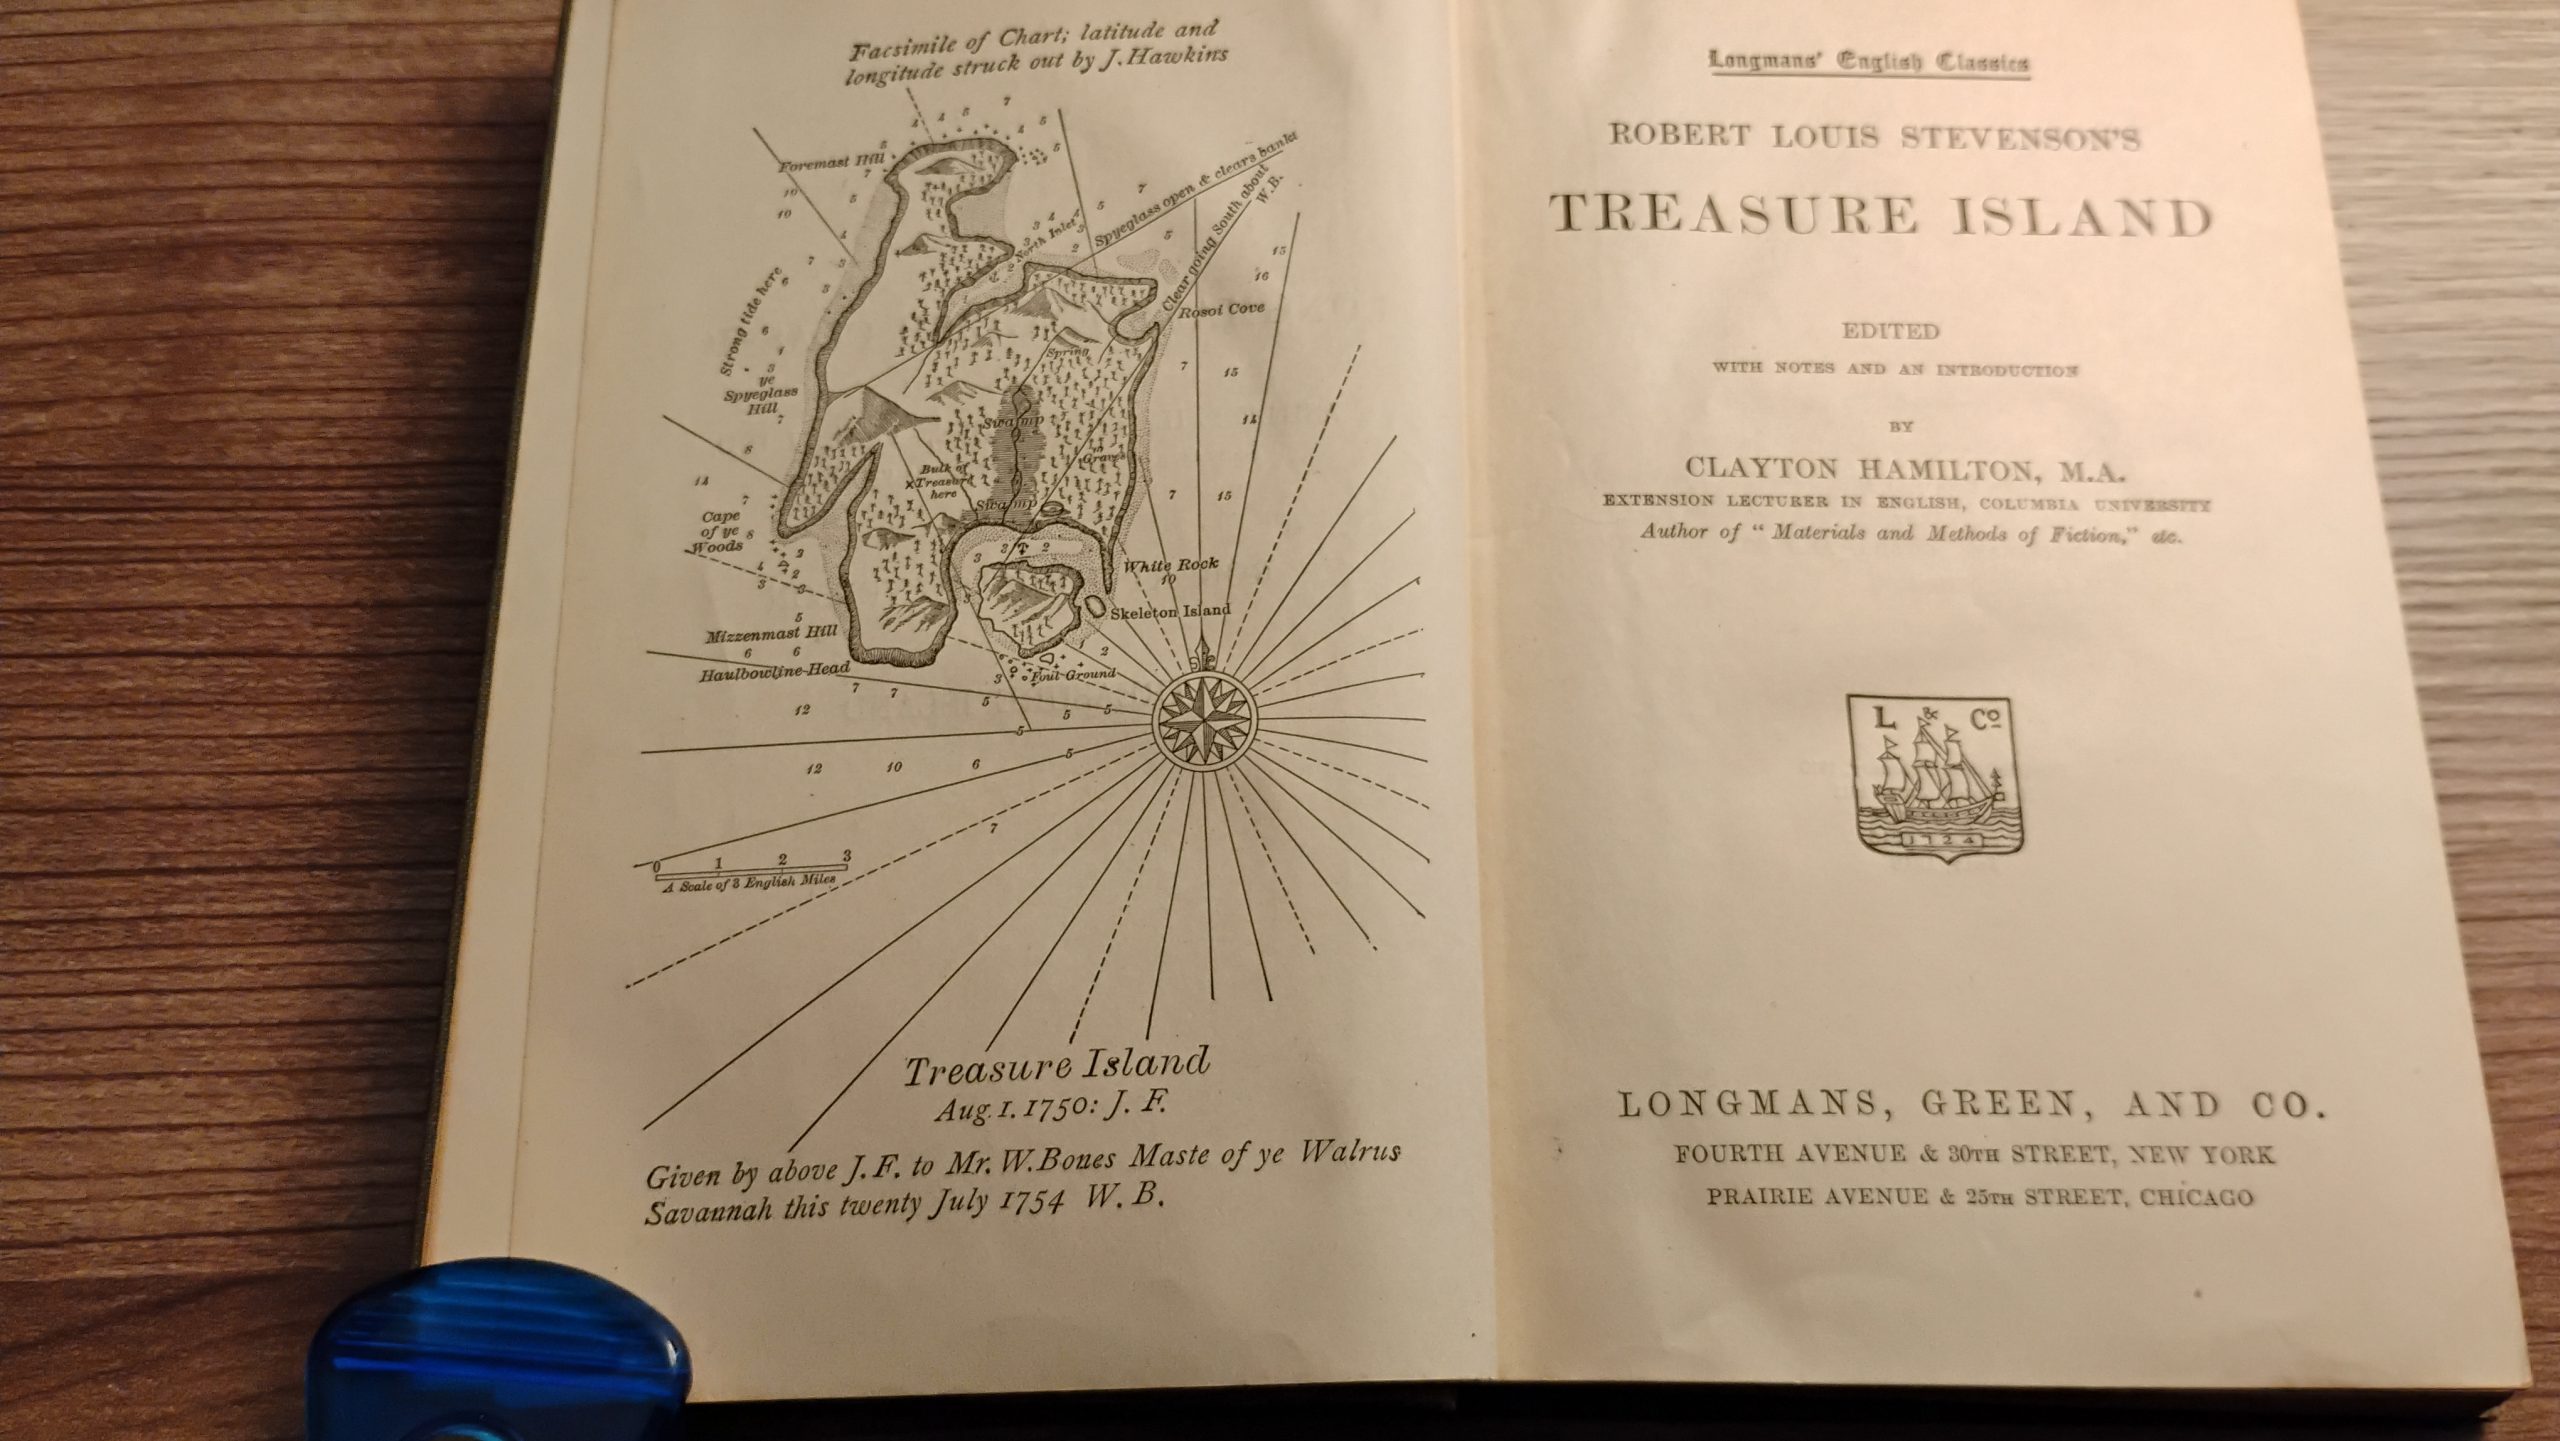 Facsimile of Chart; latitude and
longitude struck out by J. Hawkins
Foremast Hill
North Inlet
Spyeglass open & clears banket
Clear going South about
W.B.
Strong tide here
Rosoi Cove
Spring
ye
Spyeglass
Hill
Swamp
Graves
Bulk of
Treasure
here
Swamp
Cape
of ye
Woods
White Rock
Skeleton Island
Mizzenmast Hill
Haulbowline Head
Foul Ground
0 1 2 3
A Scale of 3 English Miles
Treasure Island
Aug. 1. 1750: J. F.
Given by above J. F. to Mr. W. Bones Maste of ye Walrus
Savannah this twenty July 1754 W. B.
Longmans' English Classics
ROBERT LOUIS STEVENSON'S
TREASURE ISLAND
EDITED
WITH NOTES AND AN INTRODUCTION
BY
CLAYTON HAMILTON, M.A.
EXTENSION LECTURER IN ENGLISH, COLUMBIA UNIVERSITY
Author of "Materials and Methods of Fiction," etc.
L & Co
1724
LONGMANS, GREEN, AND CO.
FOURTH AVENUE & 30TH STREET, NEW YORK
PRAIRIE AVENUE & 25TH STREET, CHICAGO